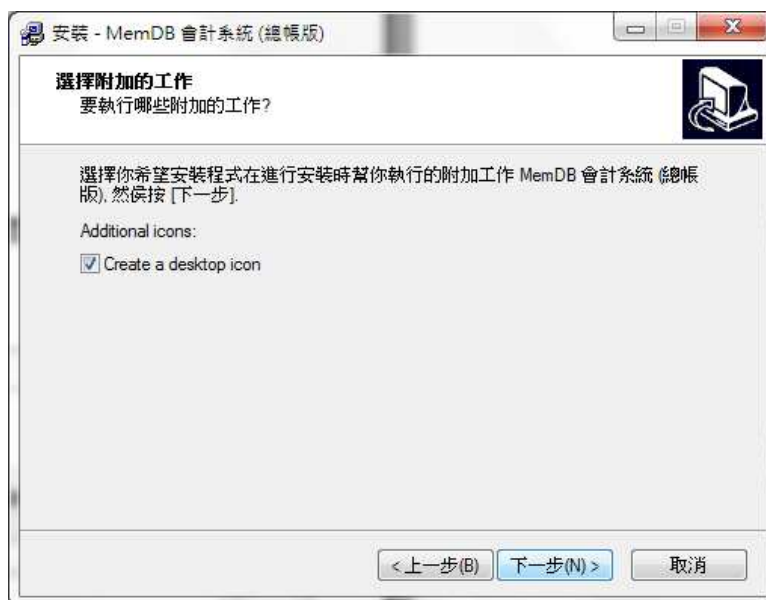 安裝 - MemDB 會計系統 (總帳版)
選擇附加的工作
要執行哪些附加的工作?
選擇你希望安裝程式在進行安裝時幫你執行的附加工作 MemDB 會計系統 (總帳
版), 然侯按 [下一步].
Additional icons:
Create a desktop icon
< 上一步(B)
下一步(N) >
取消